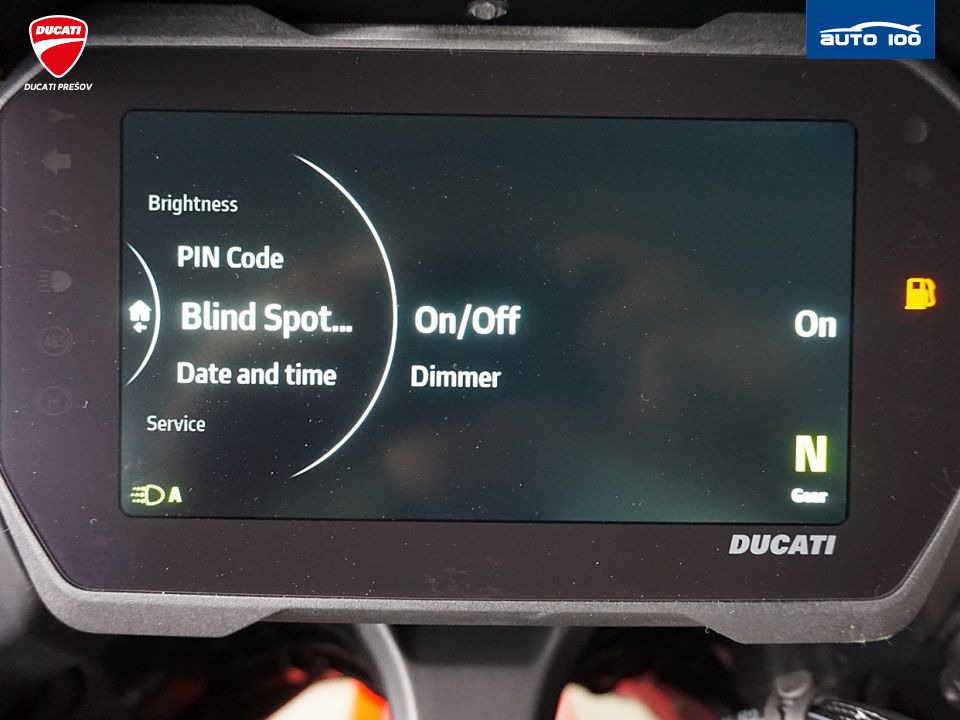 DUCATI
DUCATI PREŠOV
AUTO 100
Brightness
PIN Code
Blind Spot...
On/Off
On
Date and time
Dimmer
Service
N
Gear
A
ABS
H
DUCATI